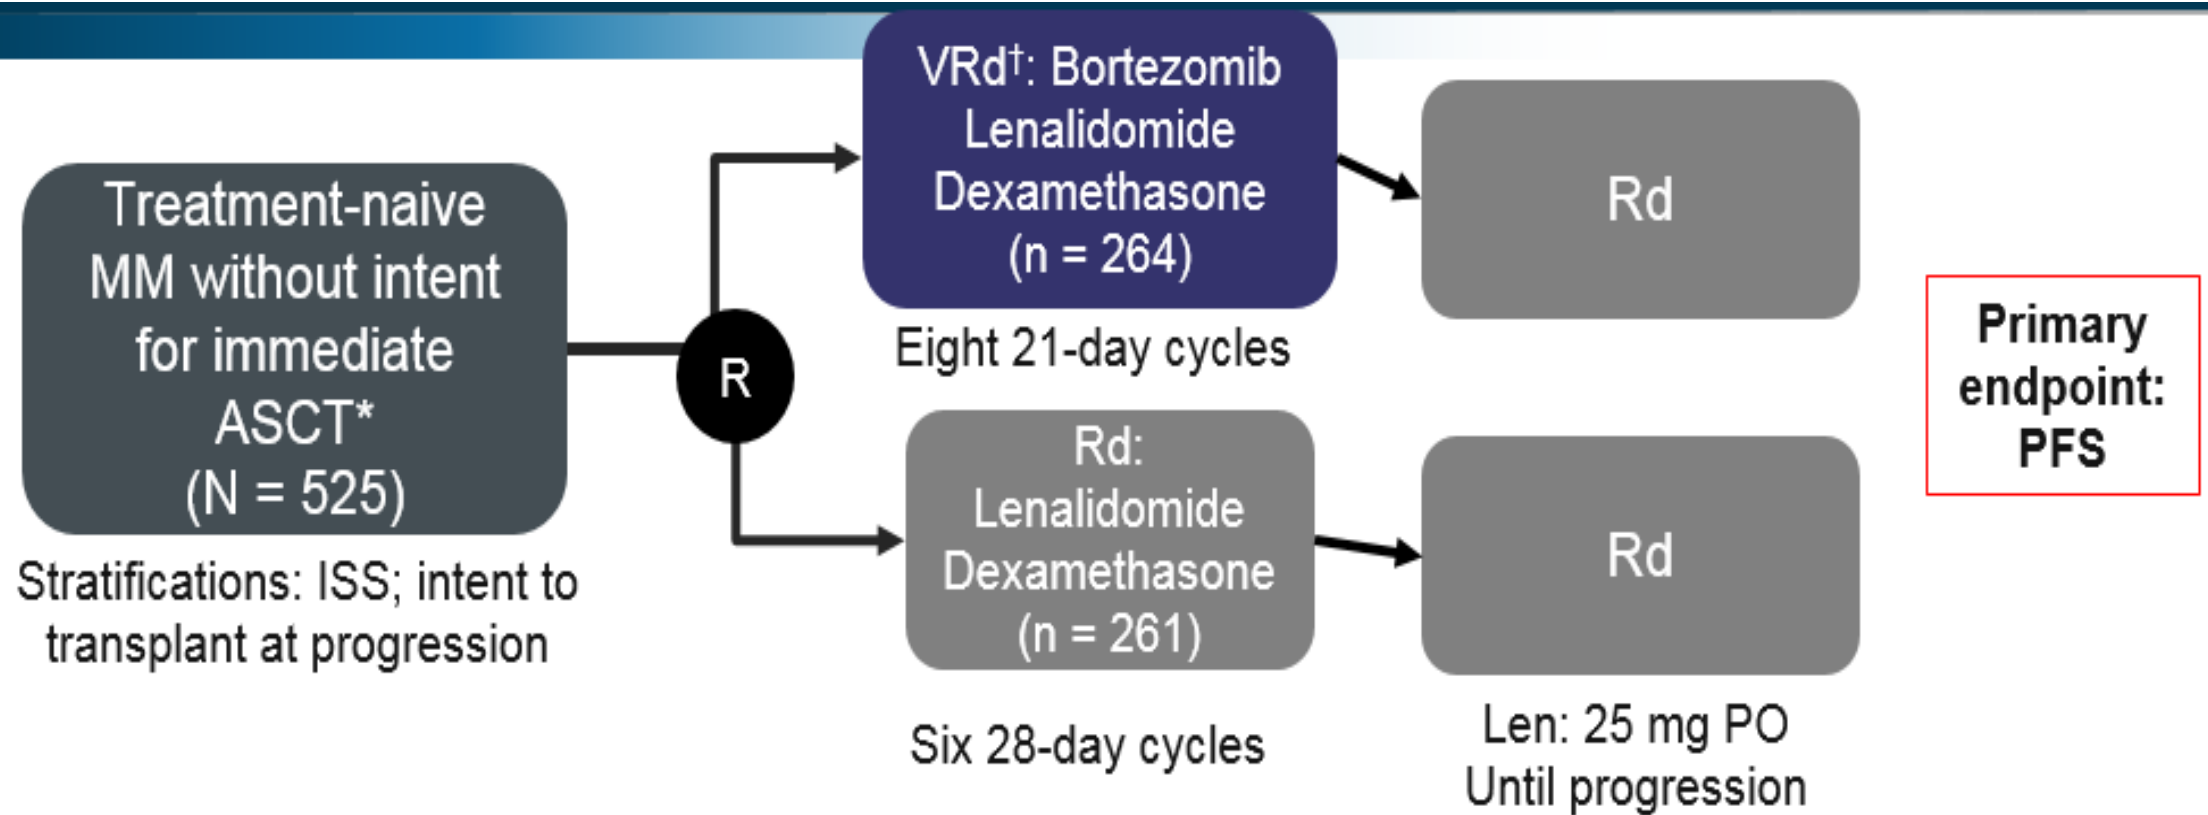 Treatment-naive
MM without intent
for immediate
ASCT*
(N = 525)
Stratifications: ISS; intent to
transplant at progression
R
VRd†: Bortezomib
Lenalidomide
Dexamethasone
(n = 264)
Eight 21-day cycles
Rd
Rd:
Lenalidomide
Dexamethasone
(n = 261)
Six 28-day cycles
Rd
Len: 25 mg PO
Until progression
Primary
endpoint:
PFS